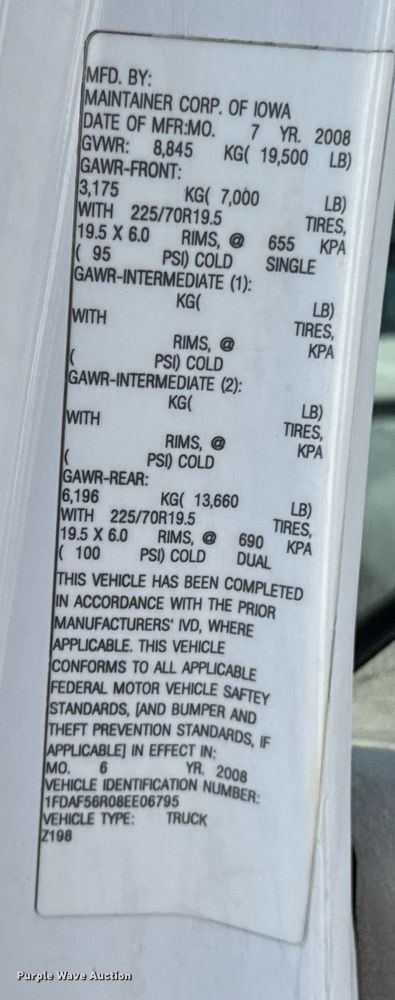 MFD. BY:
MAINTAINER CORP. OF IOWA
DATE OF MFR:MO. 7 YR. 2008
GVWR: 8,845 KG( 19,500 LB)
GAWR-FRONT:
3,175 KG( 7,000 LB)
WITH 225/70R19.5 TIRES,
19.5 X 6.0 RIMS, @ 655 KPA
( 95 PSI) COLD SINGLE
GAWR-INTERMEDIATE (1):
KG( LB)
WITH TIRES,
RIMS, @ KPA
( PSI) COLD
GAWR-INTERMEDIATE (2):
KG( LB)
WITH TIRES,
RIMS, @ KPA
( PSI) COLD
GAWR-REAR:
6,196 KG( 13,660 LB)
WITH 225/70R19.5 TIRES,
19.5 X 6.0 RIMS, @ 690 KPA
( 100 PSI) COLD DUAL
THIS VEHICLE HAS BEEN COMPLETED
IN ACCORDANCE WITH THE PRIOR
MANUFACTURERS' IVD, WHERE
APPLICABLE. THIS VEHICLE
CONFORMS TO ALL APPLICABLE
FEDERAL MOTOR VEHICLE SAFTEY
STANDARDS, [AND BUMPER AND
THEFT PREVENTION STANDARDS, IF
APPLICABLE] IN EFFECT IN:
MO. 6 YR. 2008
VEHICLE IDENTIFICATION NUMBER:
1FDAF56R08EE06795
VEHICLE TYPE: TRUCK
Z198
Purple Wave Auction